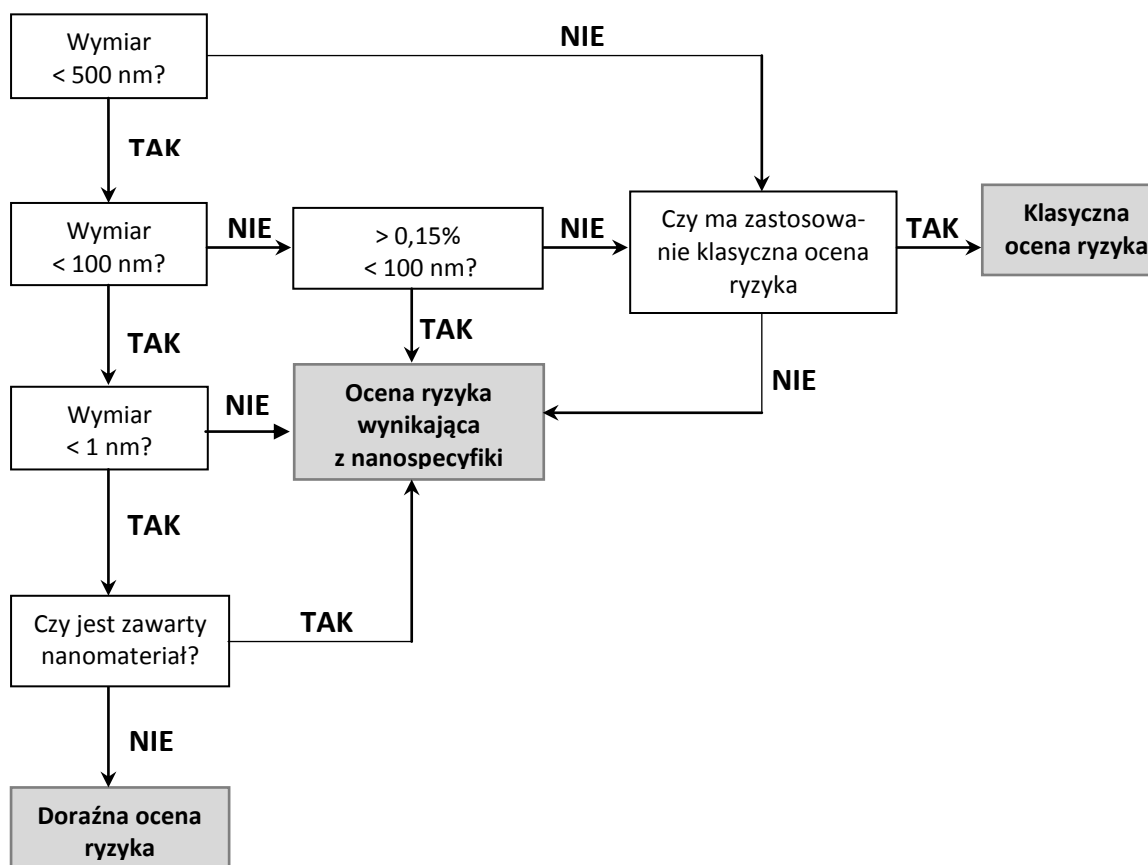 Wymiar
< 500 nm?
NIE
TAK
Wymiar
< 100 nm?
NIE
> 0,15%
< 100 nm?
NIE
Czy ma zastosowa-
nie klasyczna ocena
ryzyka
TAK
Klasyczna
ocena ryzyka
TAK
TAK
NIE
Wymiar
< 1 nm?
NIE
Ocena ryzyka
wynikająca
z nanospecyfiki
TAK
Czy jest zawarty
nanomateriał?
TAK
NIE
Doraźna ocena
ryzyka